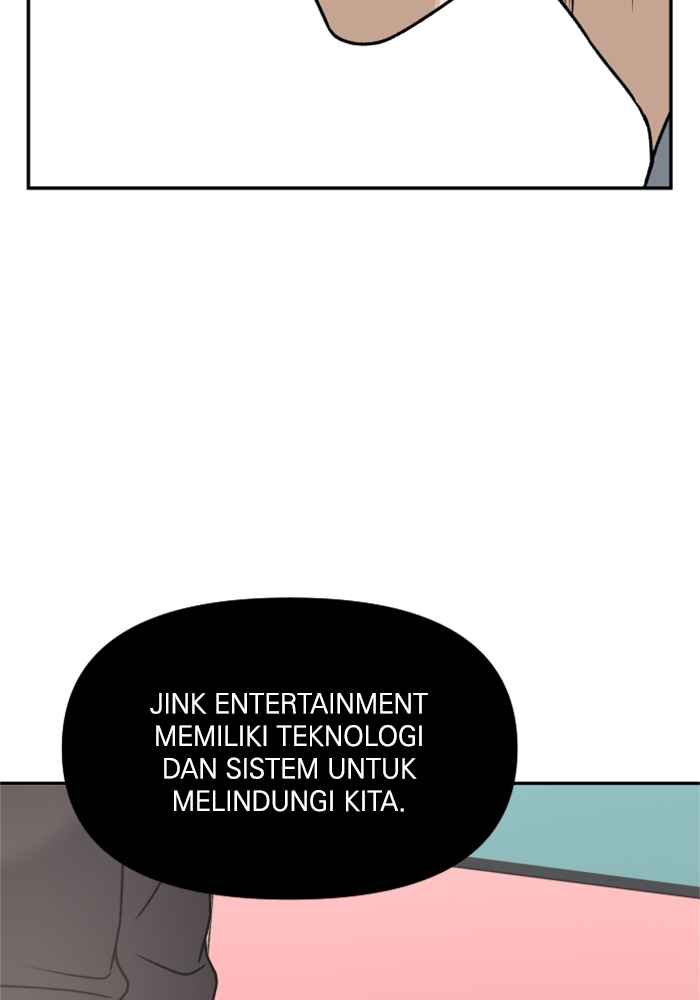 JINK ENTERTAINMENT
MEMILIKI TEKNOLOGI
DAN SISTEM UNTUK
MELINDUNGI KITA.